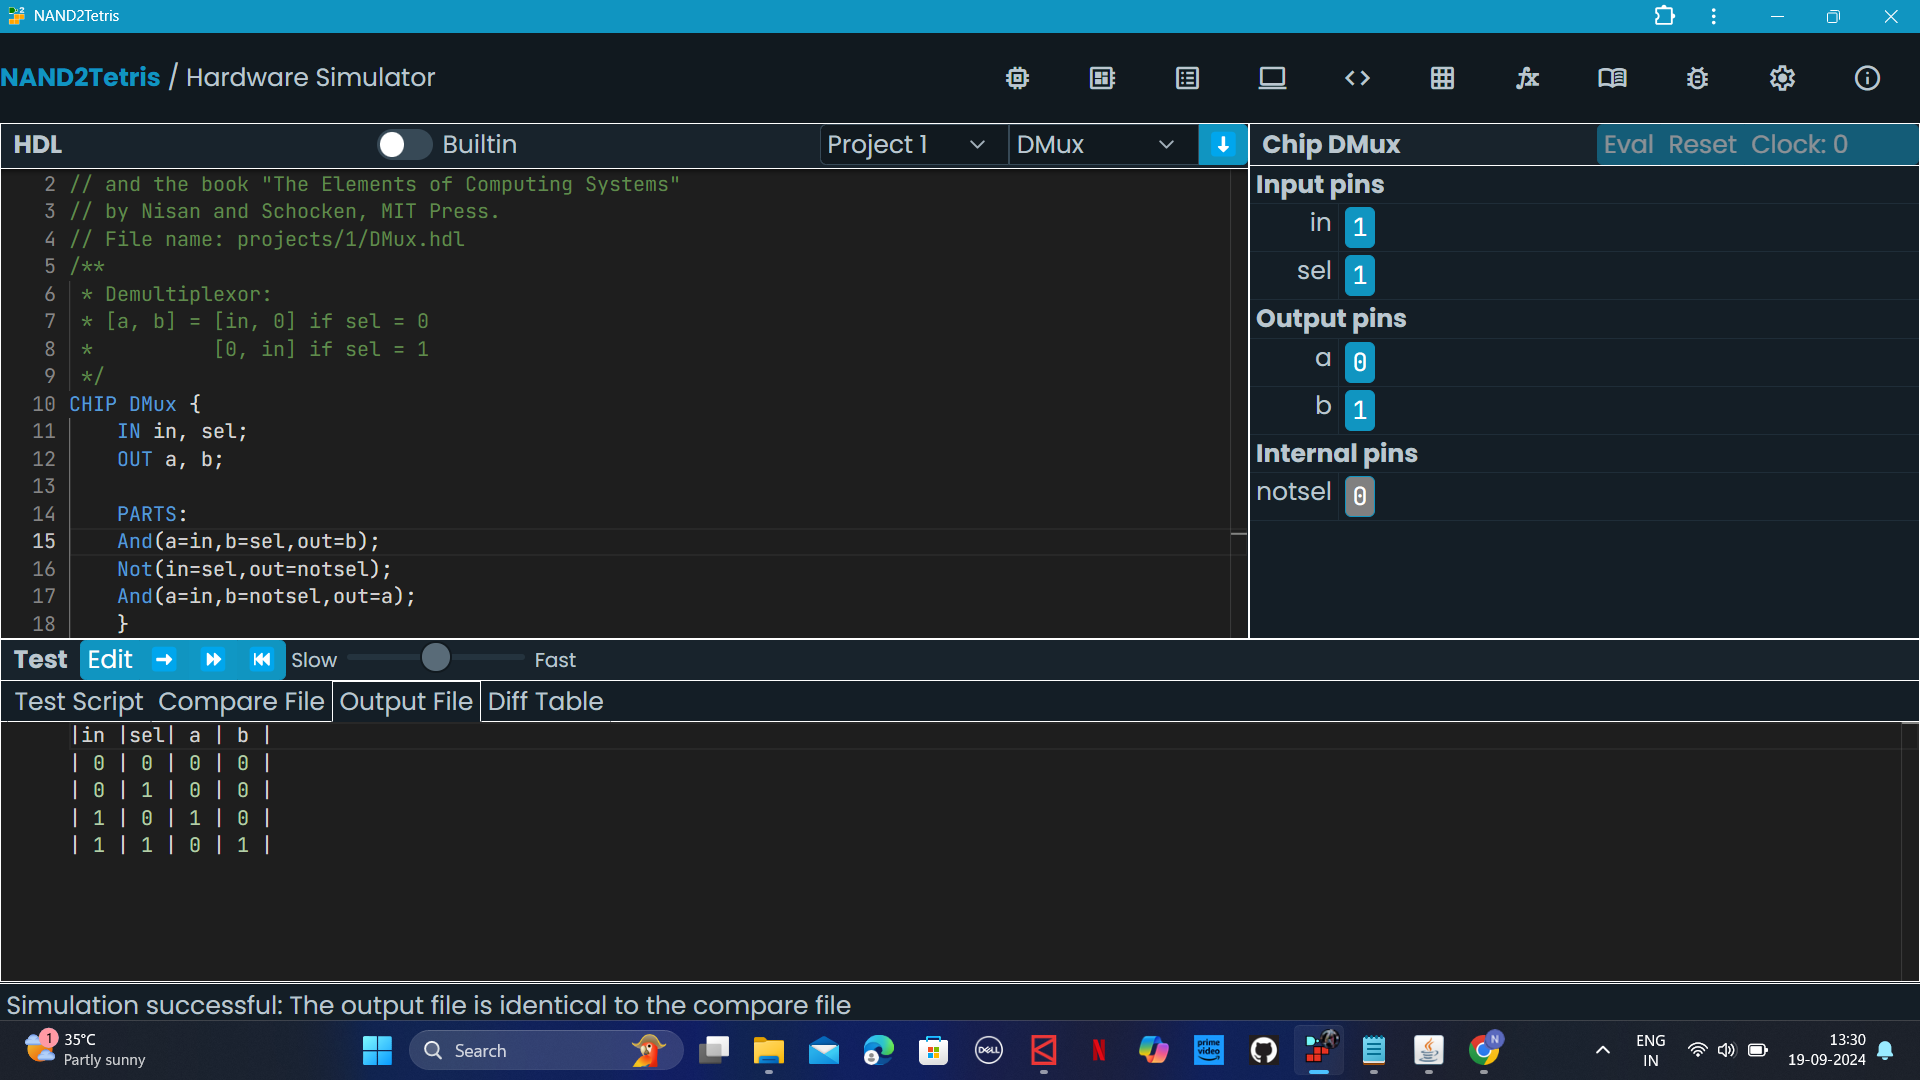 NAND2Tetris
NAND2Tetris / Hardware Simulator
HDL
Builtin
Project 1
DMux
Chip DMux
Eval Reset Clock: 0
2 // and the book "The Elements of Computing Systems"
3 // by Nisan and Schocken, MIT Press.
4 // File name: projects/1/DMux.hdl
5 /**
6 * Demultiplexor:
7 * [a, b] = [in, 0] if sel = 0
8 * [0, in] if sel = 1
9 */
10 CHIP DMux {
11 IN in, sel;
12 OUT a, b;
13
14 PARTS:
15 And(a=in,b=sel,out=b);
16 Not(in=sel,out=notsel);
17 And(a=in,b=notsel,out=a);
18 }
Input pins
in 1
sel 1
Output pins
a 0
b 1
Internal pins
notsel 0
Test Edit Slow Fast
Test Script Compare File Output File Diff Table
|in |sel| a | b |
| 0 | 0 | 0 | 0 |
| 0 | 1 | 0 | 0 |
| 1 | 0 | 1 | 0 |
| 1 | 1 | 0 | 1 |
Simulation successful: The output file is identical to the compare file
1
35°C
Partly sunny
Search
DELL
prime video
N
ENG
IN
13:30
19-09-2024